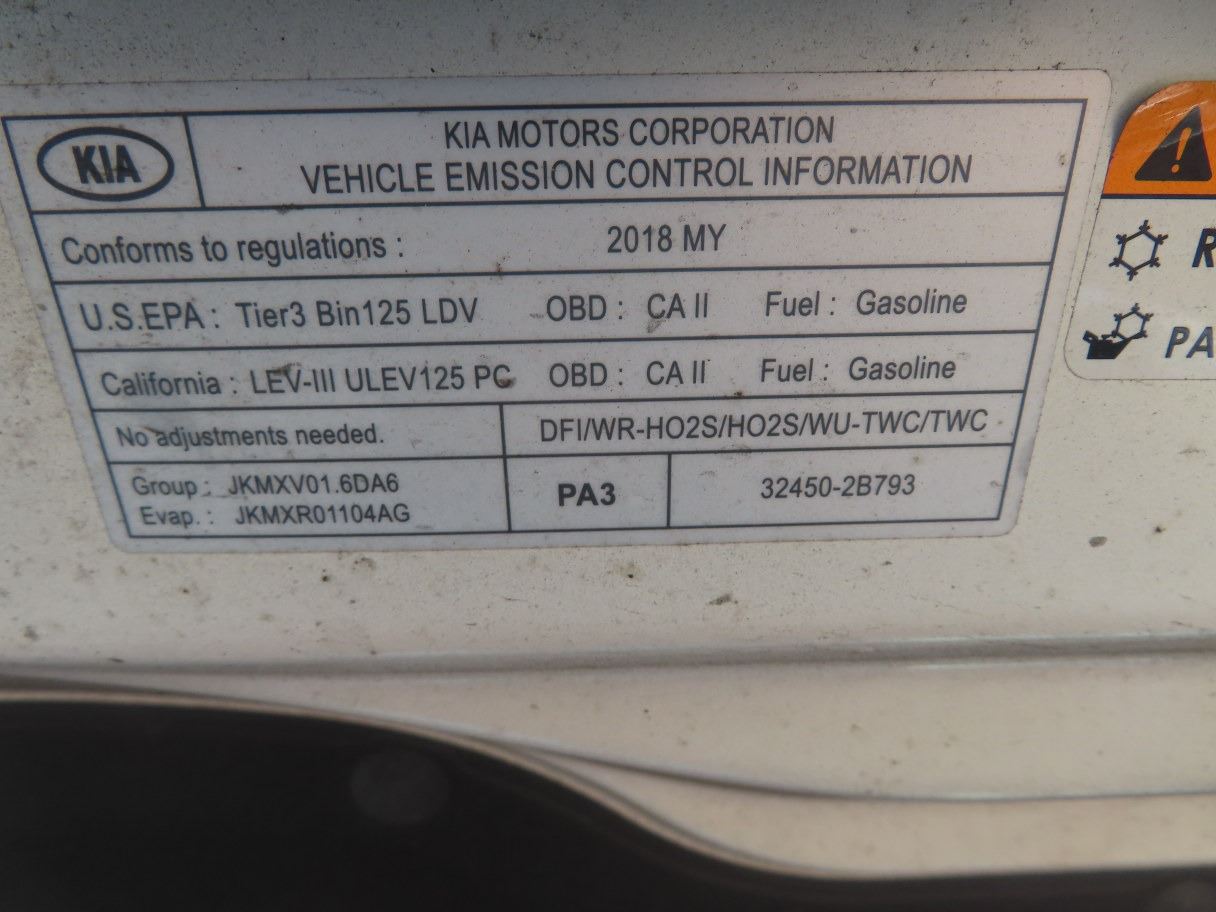 KIA
KIA MOTORS CORPORATION
VEHICLE EMISSION CONTROL INFORMATION
Conforms to regulations : 2018 MY
U.S.EPA : Tier3 Bin125 LDV OBD : CA II Fuel : Gasoline
California : LEV-III ULEV125 PC OBD : CA II Fuel : Gasoline
No adjustments needed. DFI/WR-HO2S/HO2S/WU-TWC/TWC
Group : JKMXV01.6DA6
Evap. : JKMXR01104AG
PA3
32450-2B793
R
PA